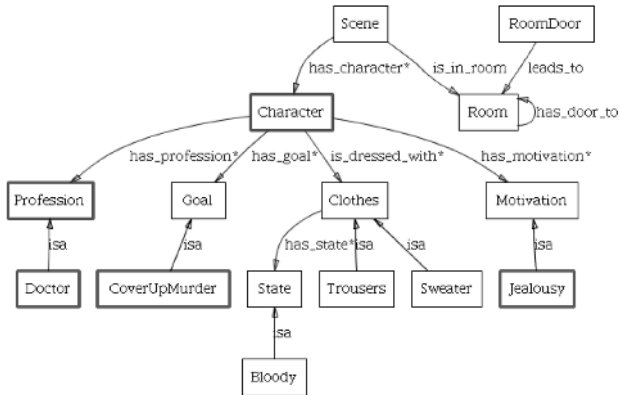 Scene
RoomDoor
has_character*
is_in_room
leads_to
Character
Room
has_door_to
has_profession*
has_goal*
is_dressed_with*
has_motivation*
Profession
Goal
Clothes
Motivation
isa
isa
has_state*
isa
isa
isa
Doctor
CoverUpMurder
State
Trousers
Sweater
Jealousy
isa
Bloody